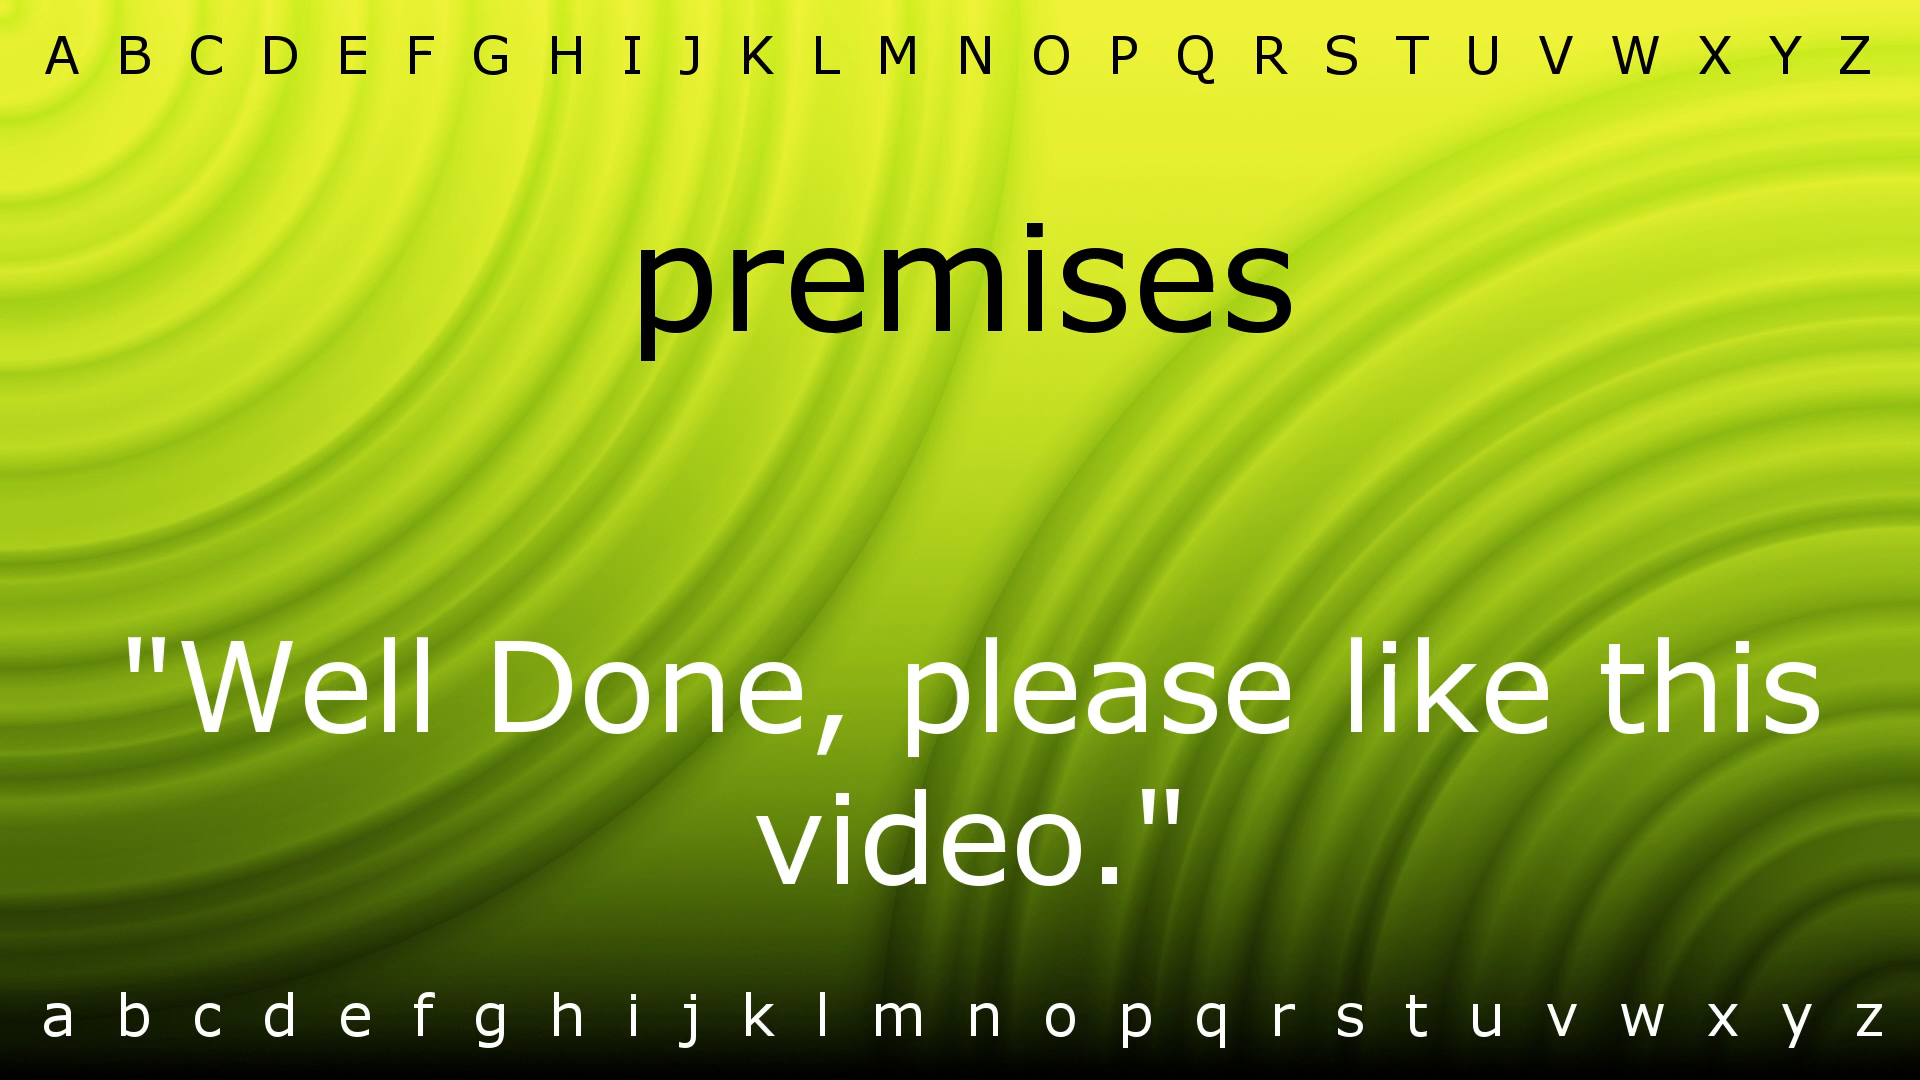 A B C D E F G H I J K L M N O P Q R S T U V W X Y Z
premises
"Well Done, please like this
video."
a b c d e f g h i j k l m n o p q r s t u v w x y z